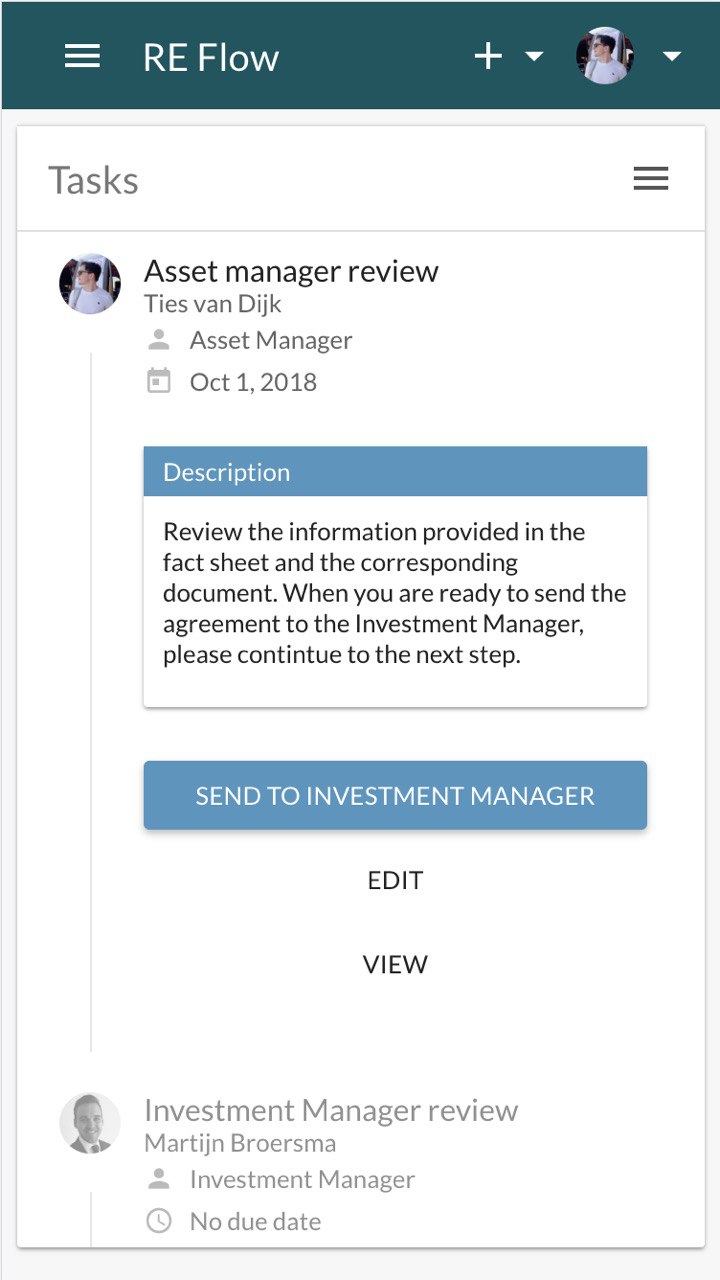 RE Flow
Tasks
Asset manager review
Ties van Dijk
Asset Manager
Oct 1, 2018
Description
Review the information provided in the
fact sheet and the corresponding
document. When you are ready to send the
agreement to the Investment Manager,
please contintue to the next step.
SEND TO INVESTMENT MANAGER
EDIT
VIEW
Investment Manager review
Martijn Broersma
Investment Manager
No due date